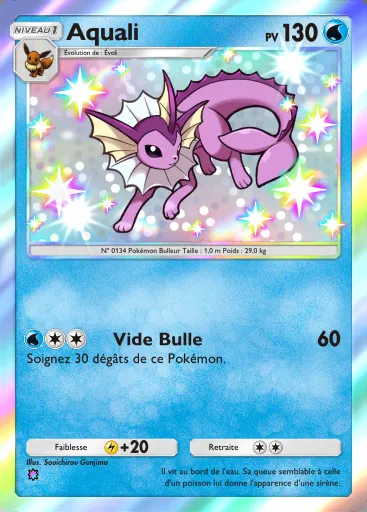 NIVEAU 1
Aquali
PV 130
Évolution de : Évoli
N° 0134 Pokémon Bulleur Taille : 1,0 m Poids : 29,0 kg
Vide Bulle 60
Soignez 30 dégâts de ce Pokémon.
Faiblesse +20 Retraite
Illus. Souichirou Gunjima
Il vit au bord de l'eau. Sa queue semblable à celle
d'un poisson lui donne l'apparence d'une sirène.